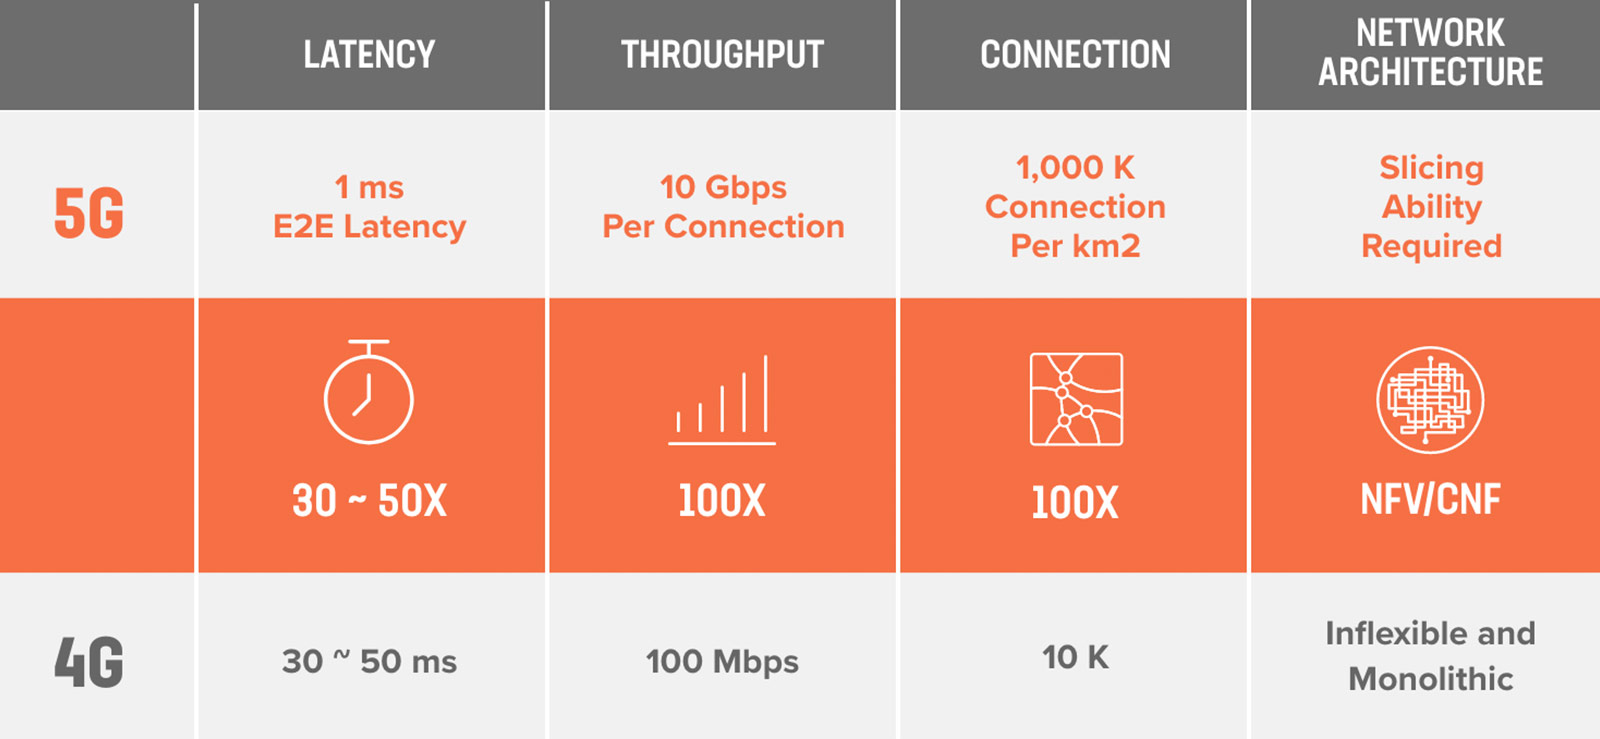 LATENCY
THROUGHPUT
CONNECTION
NETWORK
ARCHITECTURE
5G
1 ms
E2E Latency
10 Gbps
Per Connection
1,000 K
Connection
Per km2
Slicing
Ability
Required
30 ~ 50X
100X
100X
NFV/CNF
4G
30 ~ 50 ms
100 Mbps
10 K
Inflexible and
Monolithic